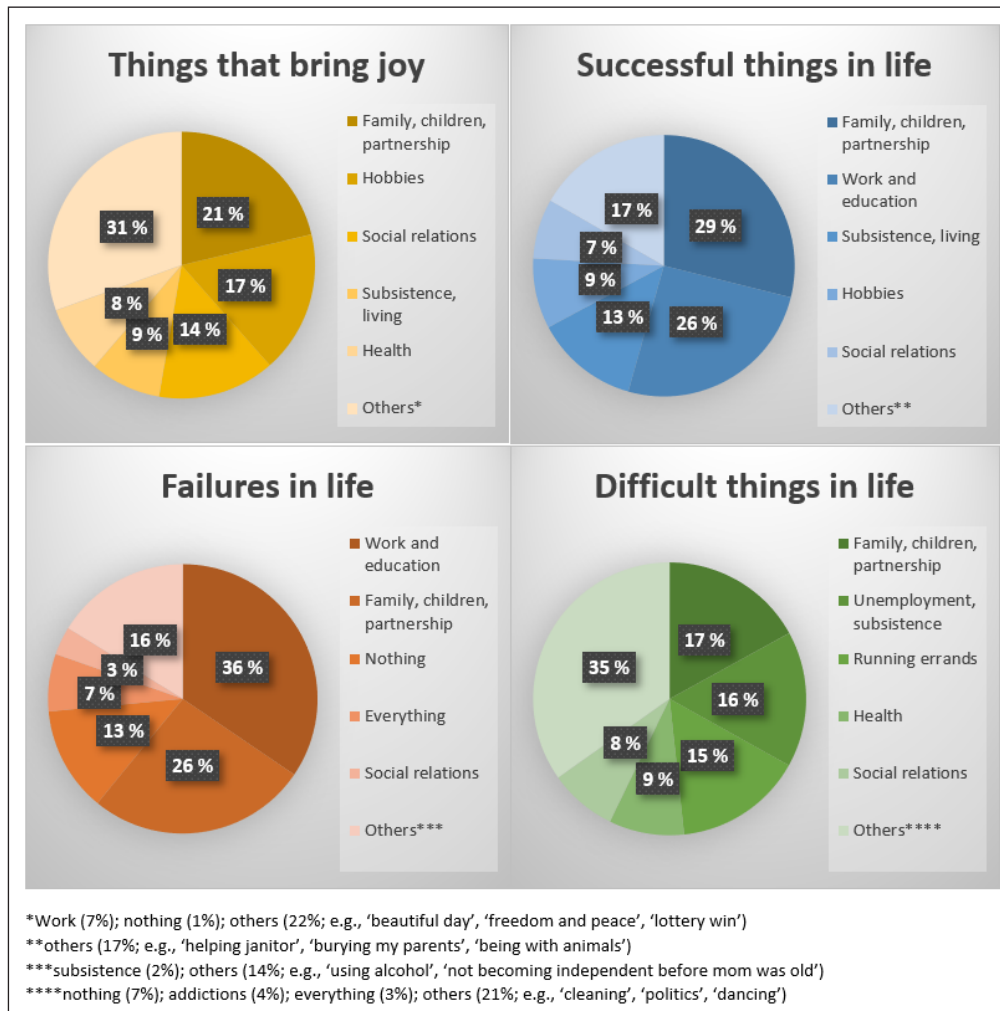 Things that bring joy
Family, children,
partnership
Hobbies
Social relations
Subsistence,
living
Health
Others*
21 %
17 %
14 %
9 %
8 %
31 %
Successful things in life
Family, children,
partnership
Work and
education
Subsistence, living
Hobbies
Social relations
Others**
29 %
26 %
13 %
9 %
7 %
17 %
Failures in life
Work and
education
Family, children,
partnership
Nothing
Everything
Social relations
Others***
36 %
26 %
13 %
7 %
3 %
16 %
Difficult things in life
Family, children,
partnership
Unemployment,
subsistence
Running errands
Health
Social relations
Others****
17 %
16 %
15 %
9 %
8 %
35 %
*Work (7%); nothing (1%); others (22%; e.g., ‘beautiful day’, ‘freedom and peace’, ‘lottery win’)
**others (17%; e.g., ‘helping janitor’, ‘burying my parents’, ‘being with animals’)
***subsistence (2%); others (14%; e.g., ‘using alcohol’, ‘not becoming independent before mom was old’)
****nothing (7%); addictions (4%); everything (3%); others (21%; e.g., ‘cleaning’, ‘politics’, ‘dancing’)